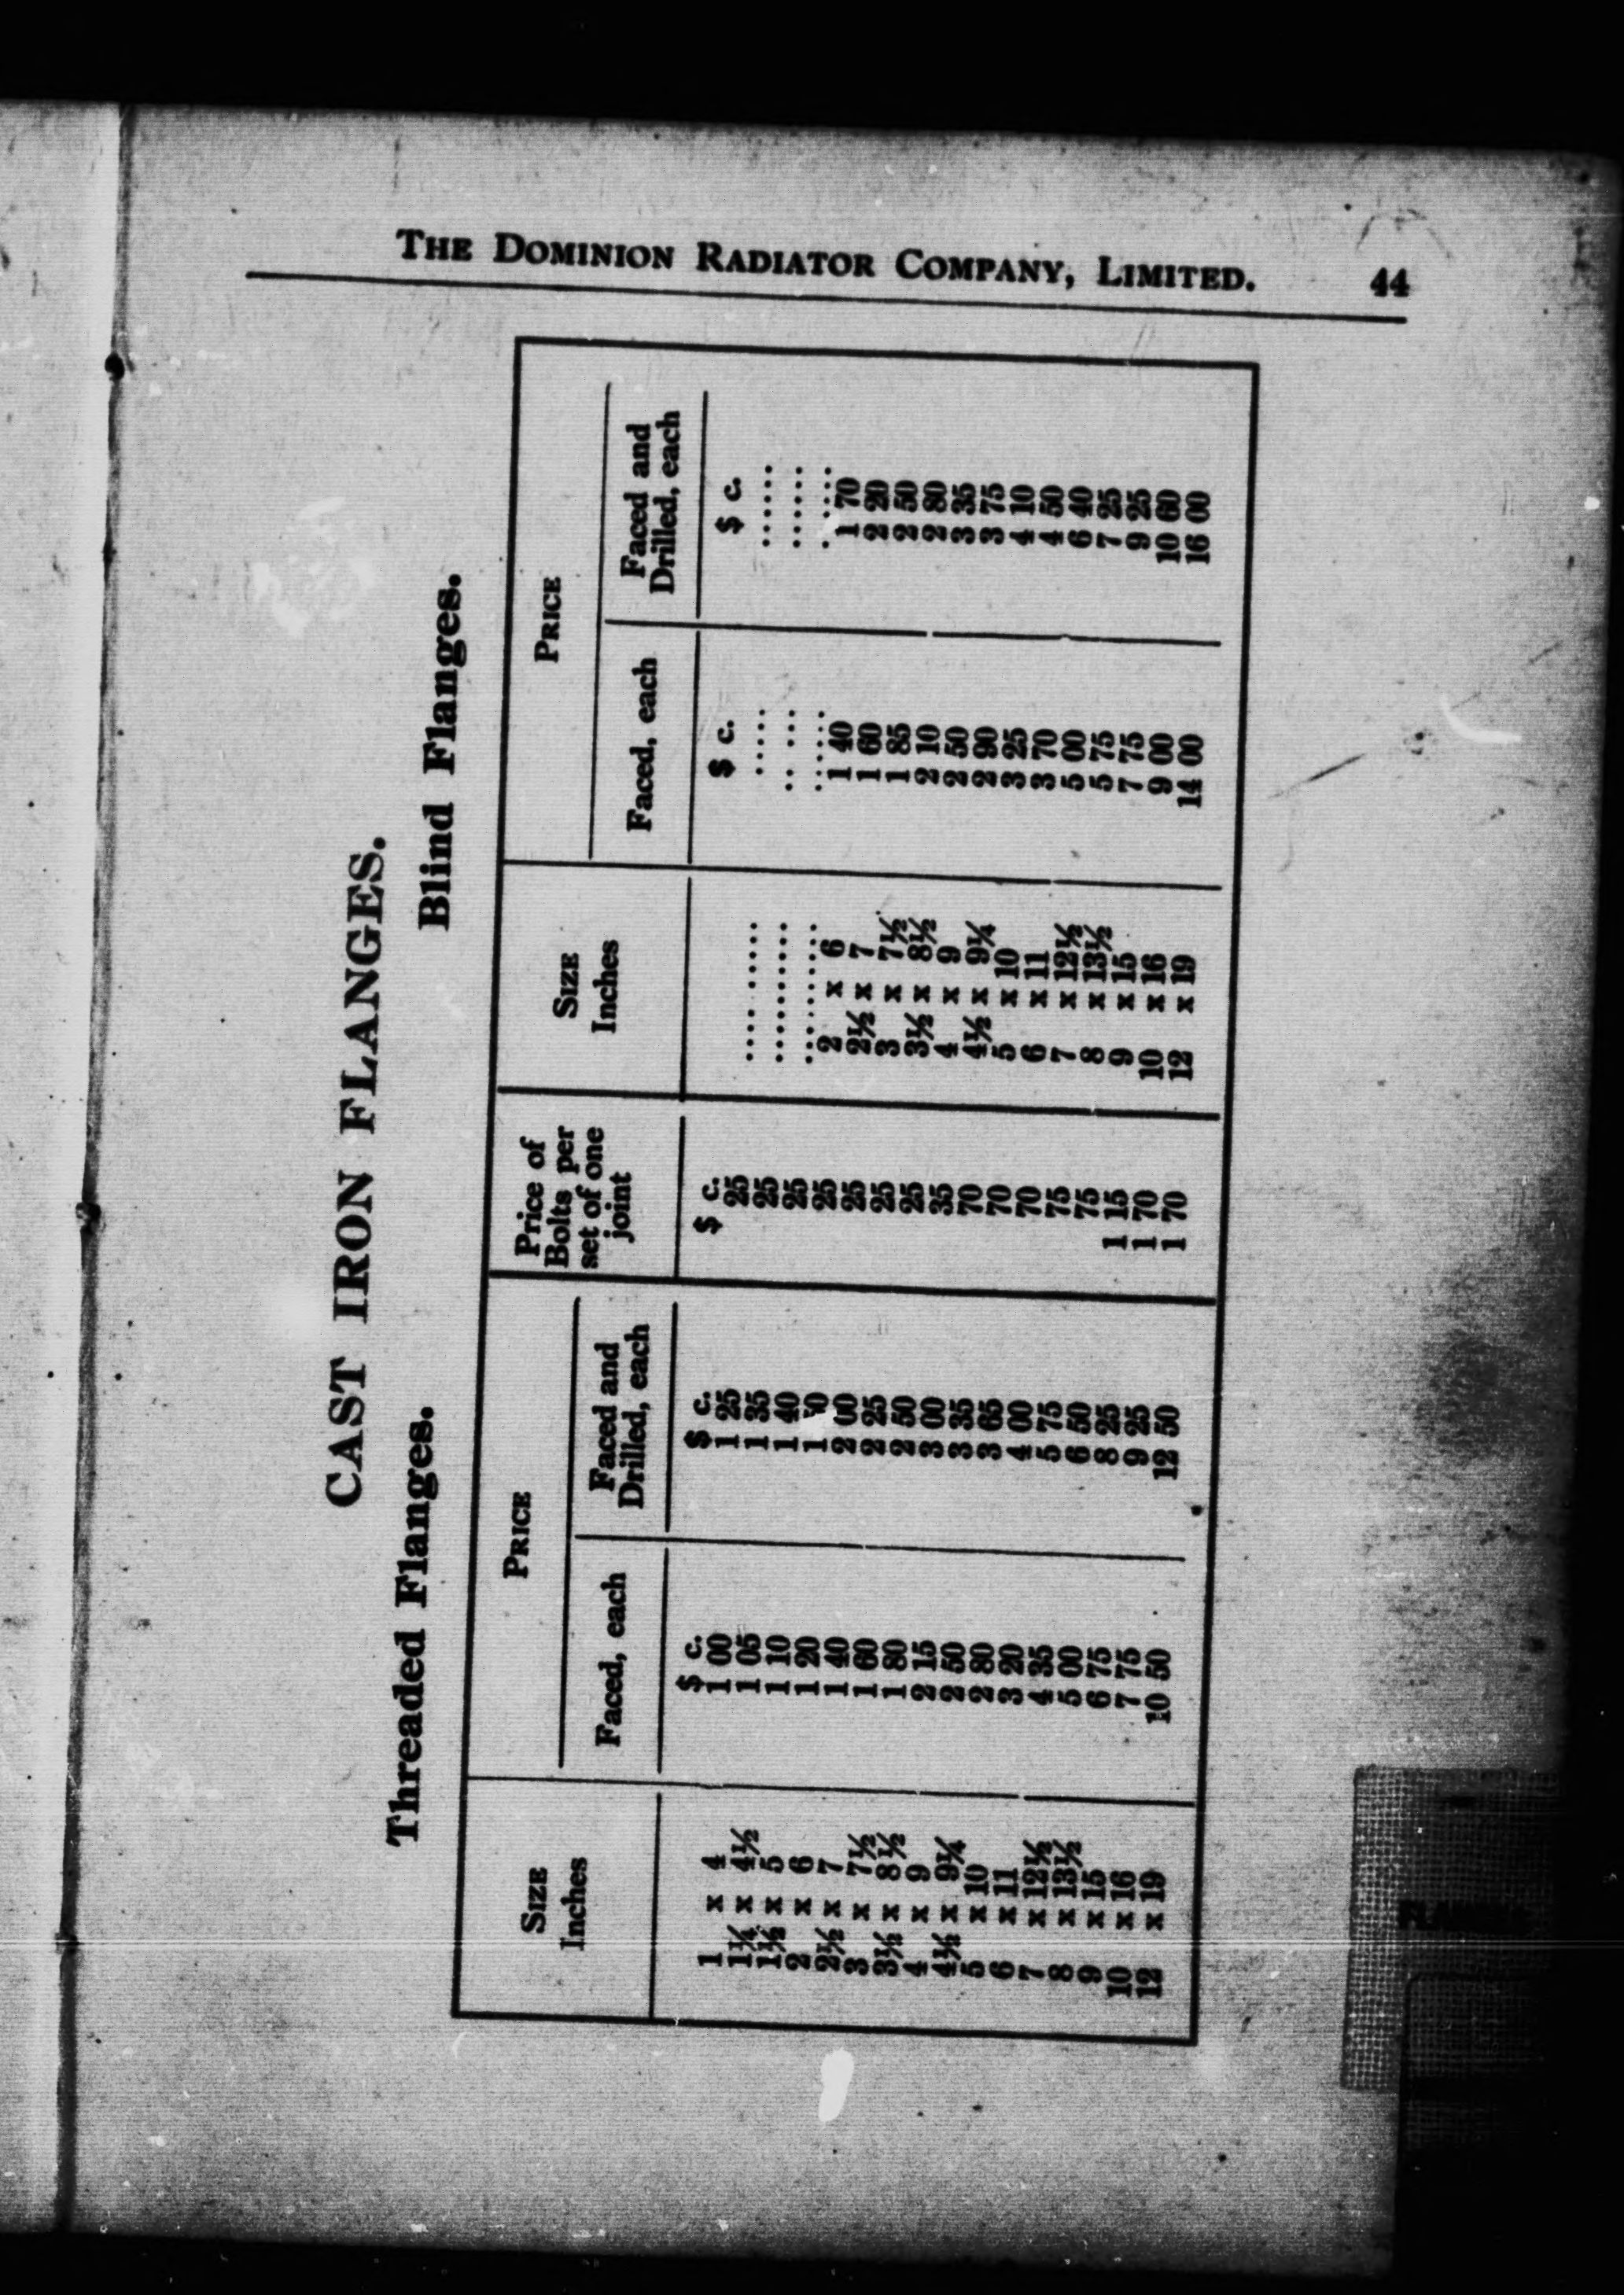 THE DOMINION RADIATOR COMPANY, LIMITED. 44
CAST IRON FLANGES.
Threaded Flanges. Blind Flanges.
SIZE Inches | PRICE Faced, each | PRICE Faced and Drilled, each | Price of Bolts per set of one joint | SIZE Inches | PRICE Faced, each | PRICE Faced and Drilled, each
$ c. | $ c. | $ c. | $ c. | $ c.
1 x 4 | 1 00 | 1 25 | 25 | ........ | ..... | ......
1¼ x 4½ | 1 05 | 1 35 | 25 | ........ | ..... | ......
1½ x 5 | 1 10 | 1 40 | 25 | ........ | ..... | ......
2 x 6 | 1 20 | 1 | 25 | 2 x 6 | 1 40 | 1 70
2½ x 7 | 1 40 | 2 00 | 25 | 2½ x 7 | 1 60 | 2 20
3 x 7½ | 1 60 | 2 25 | 25 | 3 x 7½ | 1 85 | 2 50
3½ x 8½ | 1 80 | 2 50 | 25 | 3½ x 8½ | 2 10 | 2 80
4 x 9 | 2 15 | 3 00 | 35 | 4 x 9 | 2 50 | 3 35
4½ x 9¼ | 2 50 | 3 35 | 70 | 4½ x 9¼ | 2 90 | 3 75
5 x 10 | 2 80 | 3 65 | 70 | 5 x 10 | 3 25 | 4 10
6 x 11 | 3 20 | 4 00 | 70 | 6 x 11 | 3 70 | 4 50
7 x 12½ | 4 35 | 5 75 | 75 | 7 x 12½ | 5 00 | 6 40
8 x 13½ | 5 00 | 6 50 | 75 | 8 x 13½ | 5 75 | 7 25
9 x 15 | 6 75 | 8 25 | 1 15 | 9 x 15 | 7 75 | 9 25
10 x 16 | 7 75 | 9 25 | 1 70 | 10 x 16 | 9 00 | 10 60
12 x 19 | 10 50 | 12 50 | 1 70 | 12 x 19 | 14 00 | 16 00